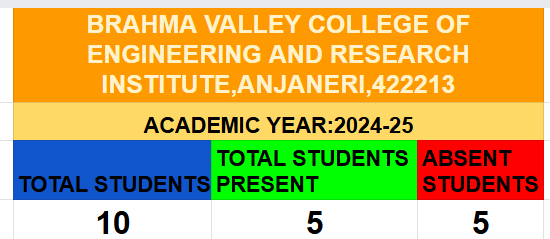 BRAHMA VALLEY COLLEGE OF
ENGINEERING AND RESEARCH
INSTITUTE,ANJANERI,422213
ACADEMIC YEAR:2024-25
TOTAL STUDENTS
TOTAL STUDENTS
PRESENT
ABSENT
STUDENTS
10
5
5